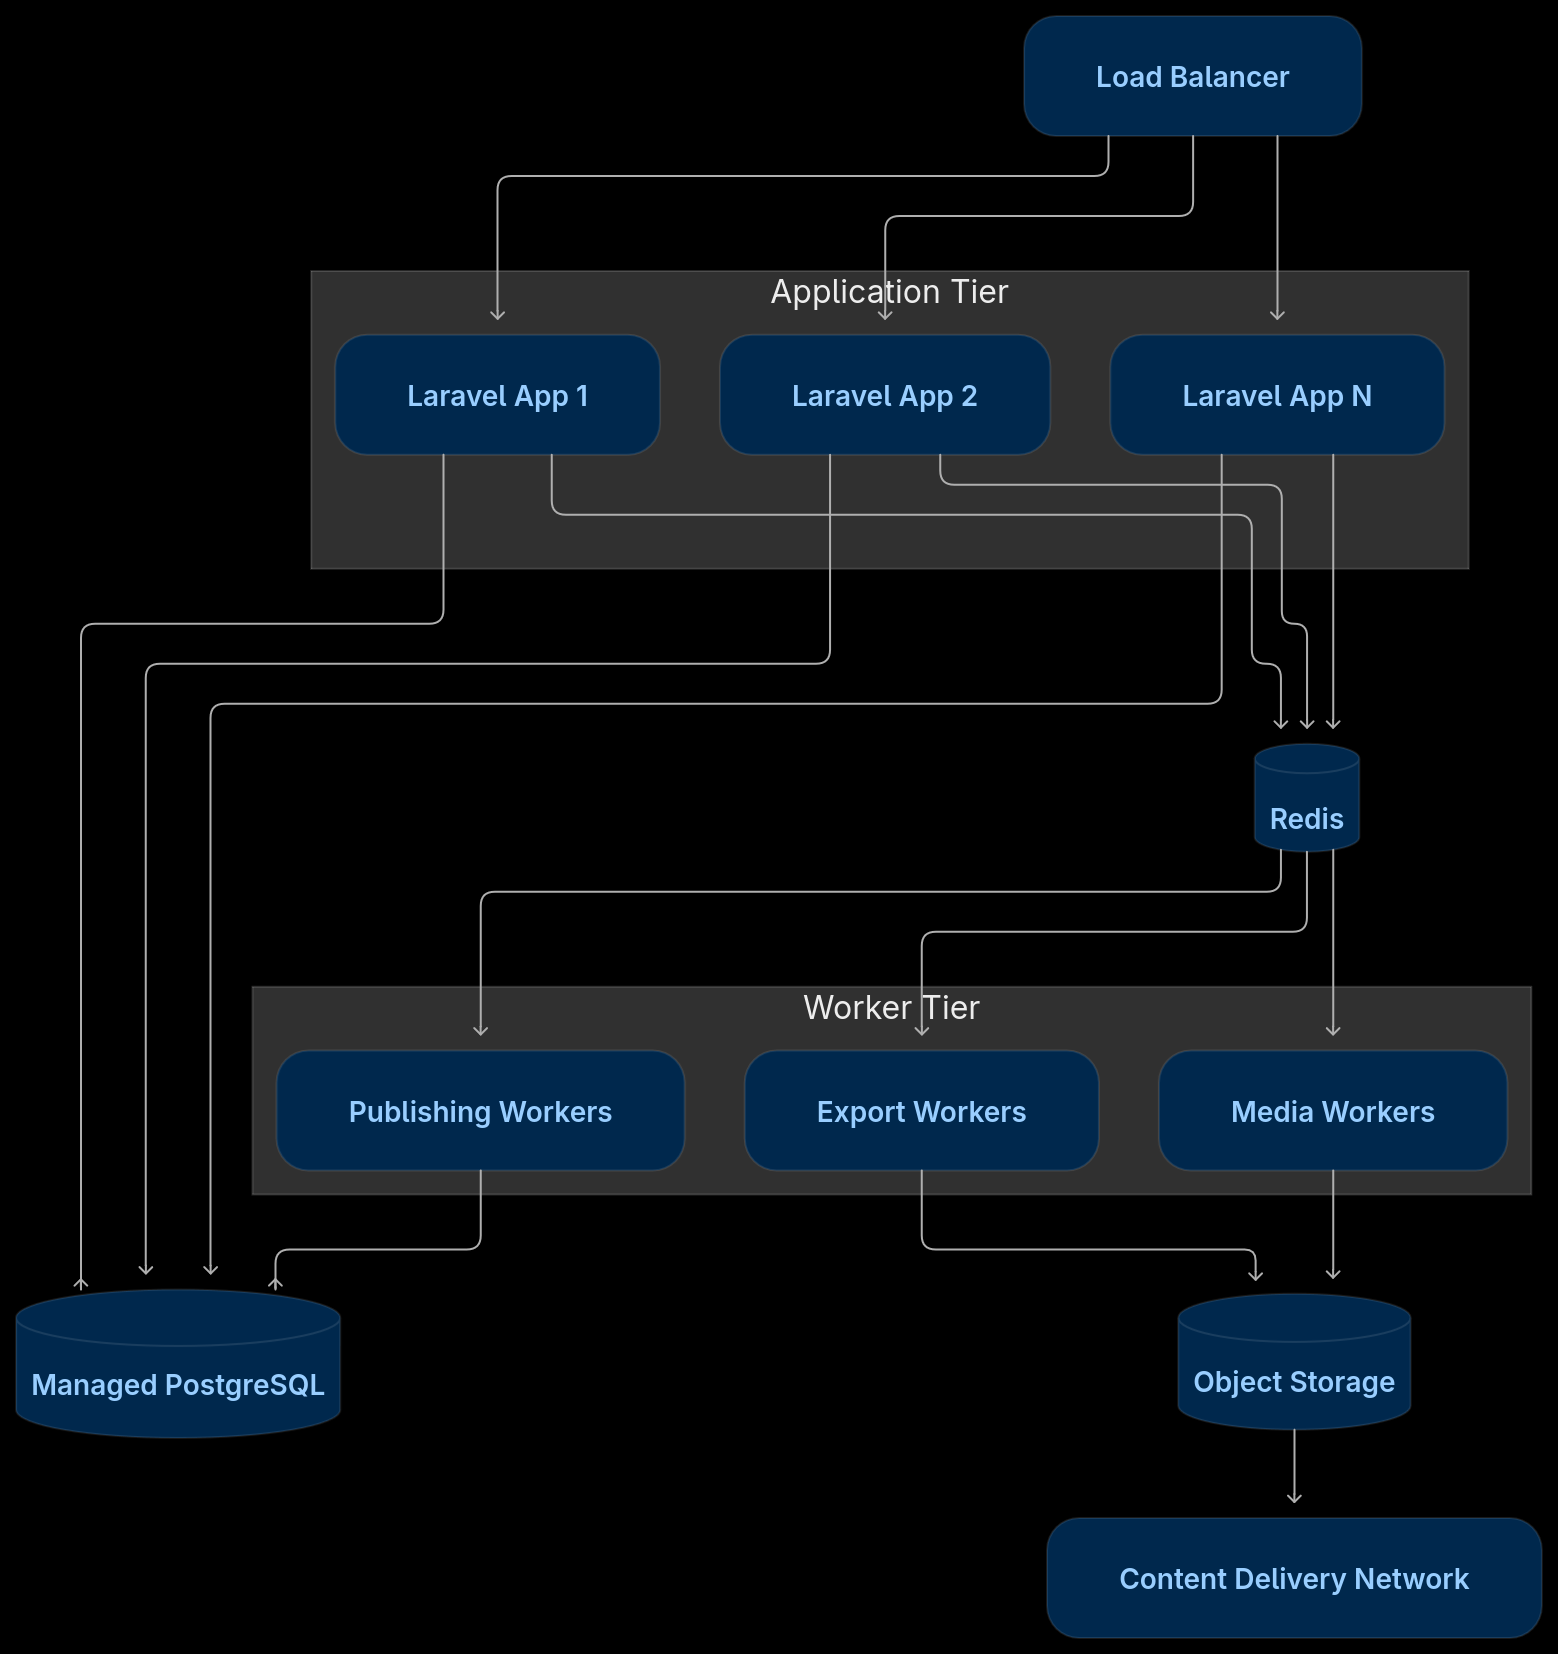 Load Balancer
Application Tier
Laravel App 1
Laravel App 2
Laravel App N
Redis
Worker Tier
Publishing Workers
Export Workers
Media Workers
Managed PostgreSQL
Object Storage
Content Delivery Network